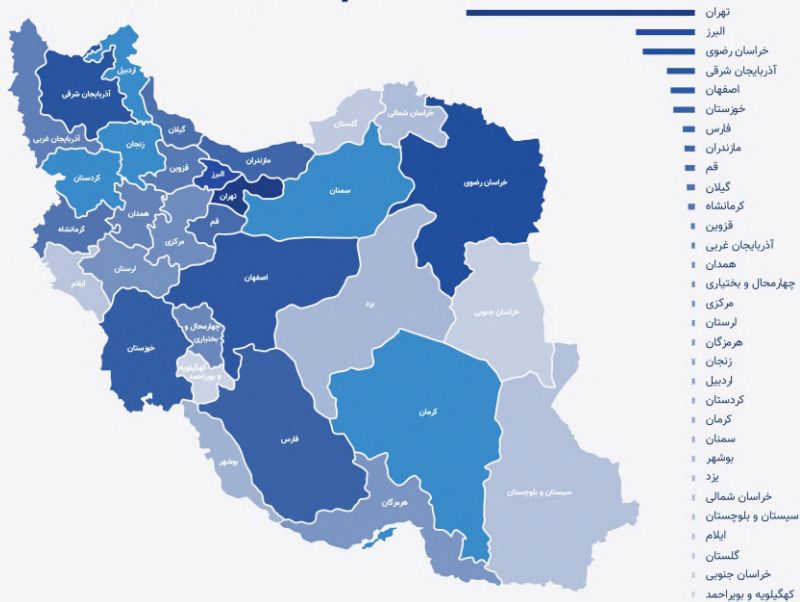 تهران
البرز
خراسان رضوی
آذربایجان شرقی
اصفهان
خوزستان
فارس
مازندران
قم
گیلان
کرمانشاه
قزوین
آذربایجان غربی
همدان
چهارمحال و بختیاری
مرکزی
لرستان
هرمزگان
زنجان
اردبیل
کردستان
کرمان
سمنان
بوشهر
یزد
خراسان شمالی
سیستان و بلوچستان
ایلام
گلستان
خراسان جنوبی
کهگیلویه و بویراحمد
اردبیل
آذربایجان شرقی
خراسان شمالی
گلستان
گیلان
آذربایجان غربی
زنجان
مازندران
قزوین
البرز
کردستان
خراسان رضوی
سمنان
تهران
همدان
قم
کرمانشاه
مرکزی
لرستان
اصفهان
ایلام
یزد
خراسان جنوبی
چهارمحال و
بختیاری
خوزستان
کهگیلویه
و بویراحمد
کرمان
فارس
بوشهر
سیستان و بلوچستان
هرمزگان